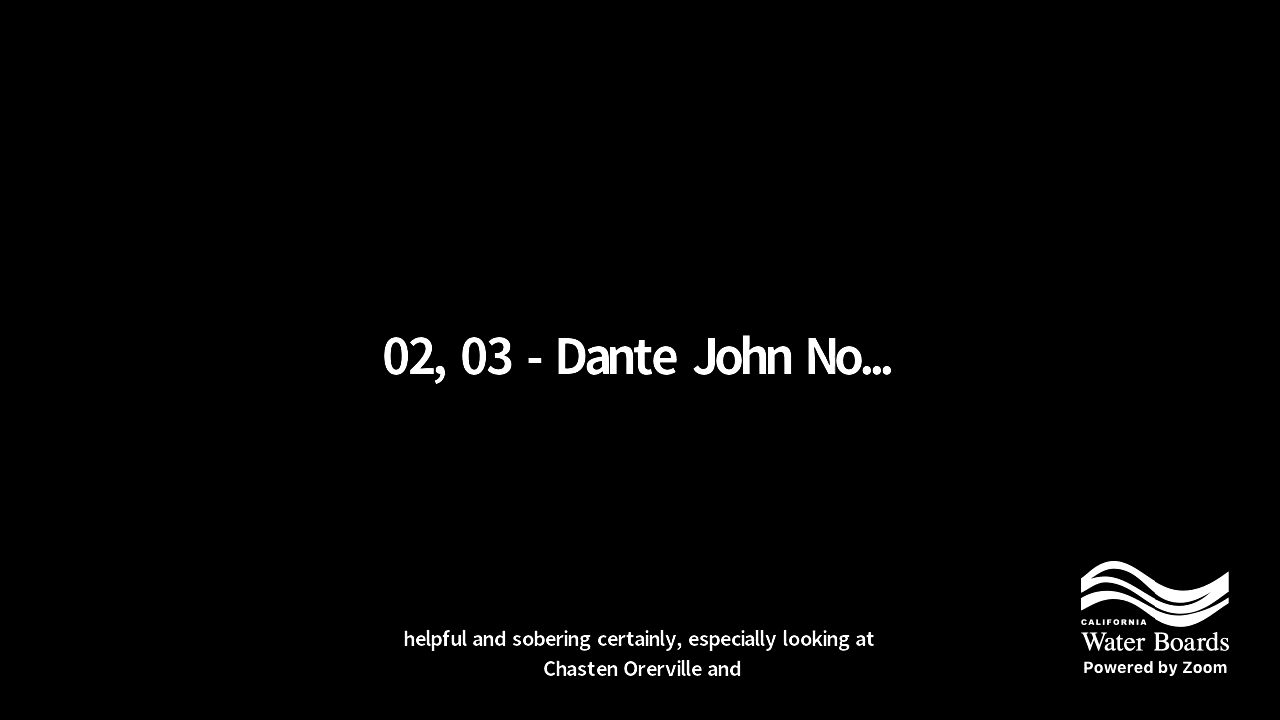 02, 03 - Dante John No...
helpful and sobering certainly, especially looking at
Chasten Orerville and
CALIFORNIA
Water Boards
Powered by Zoom